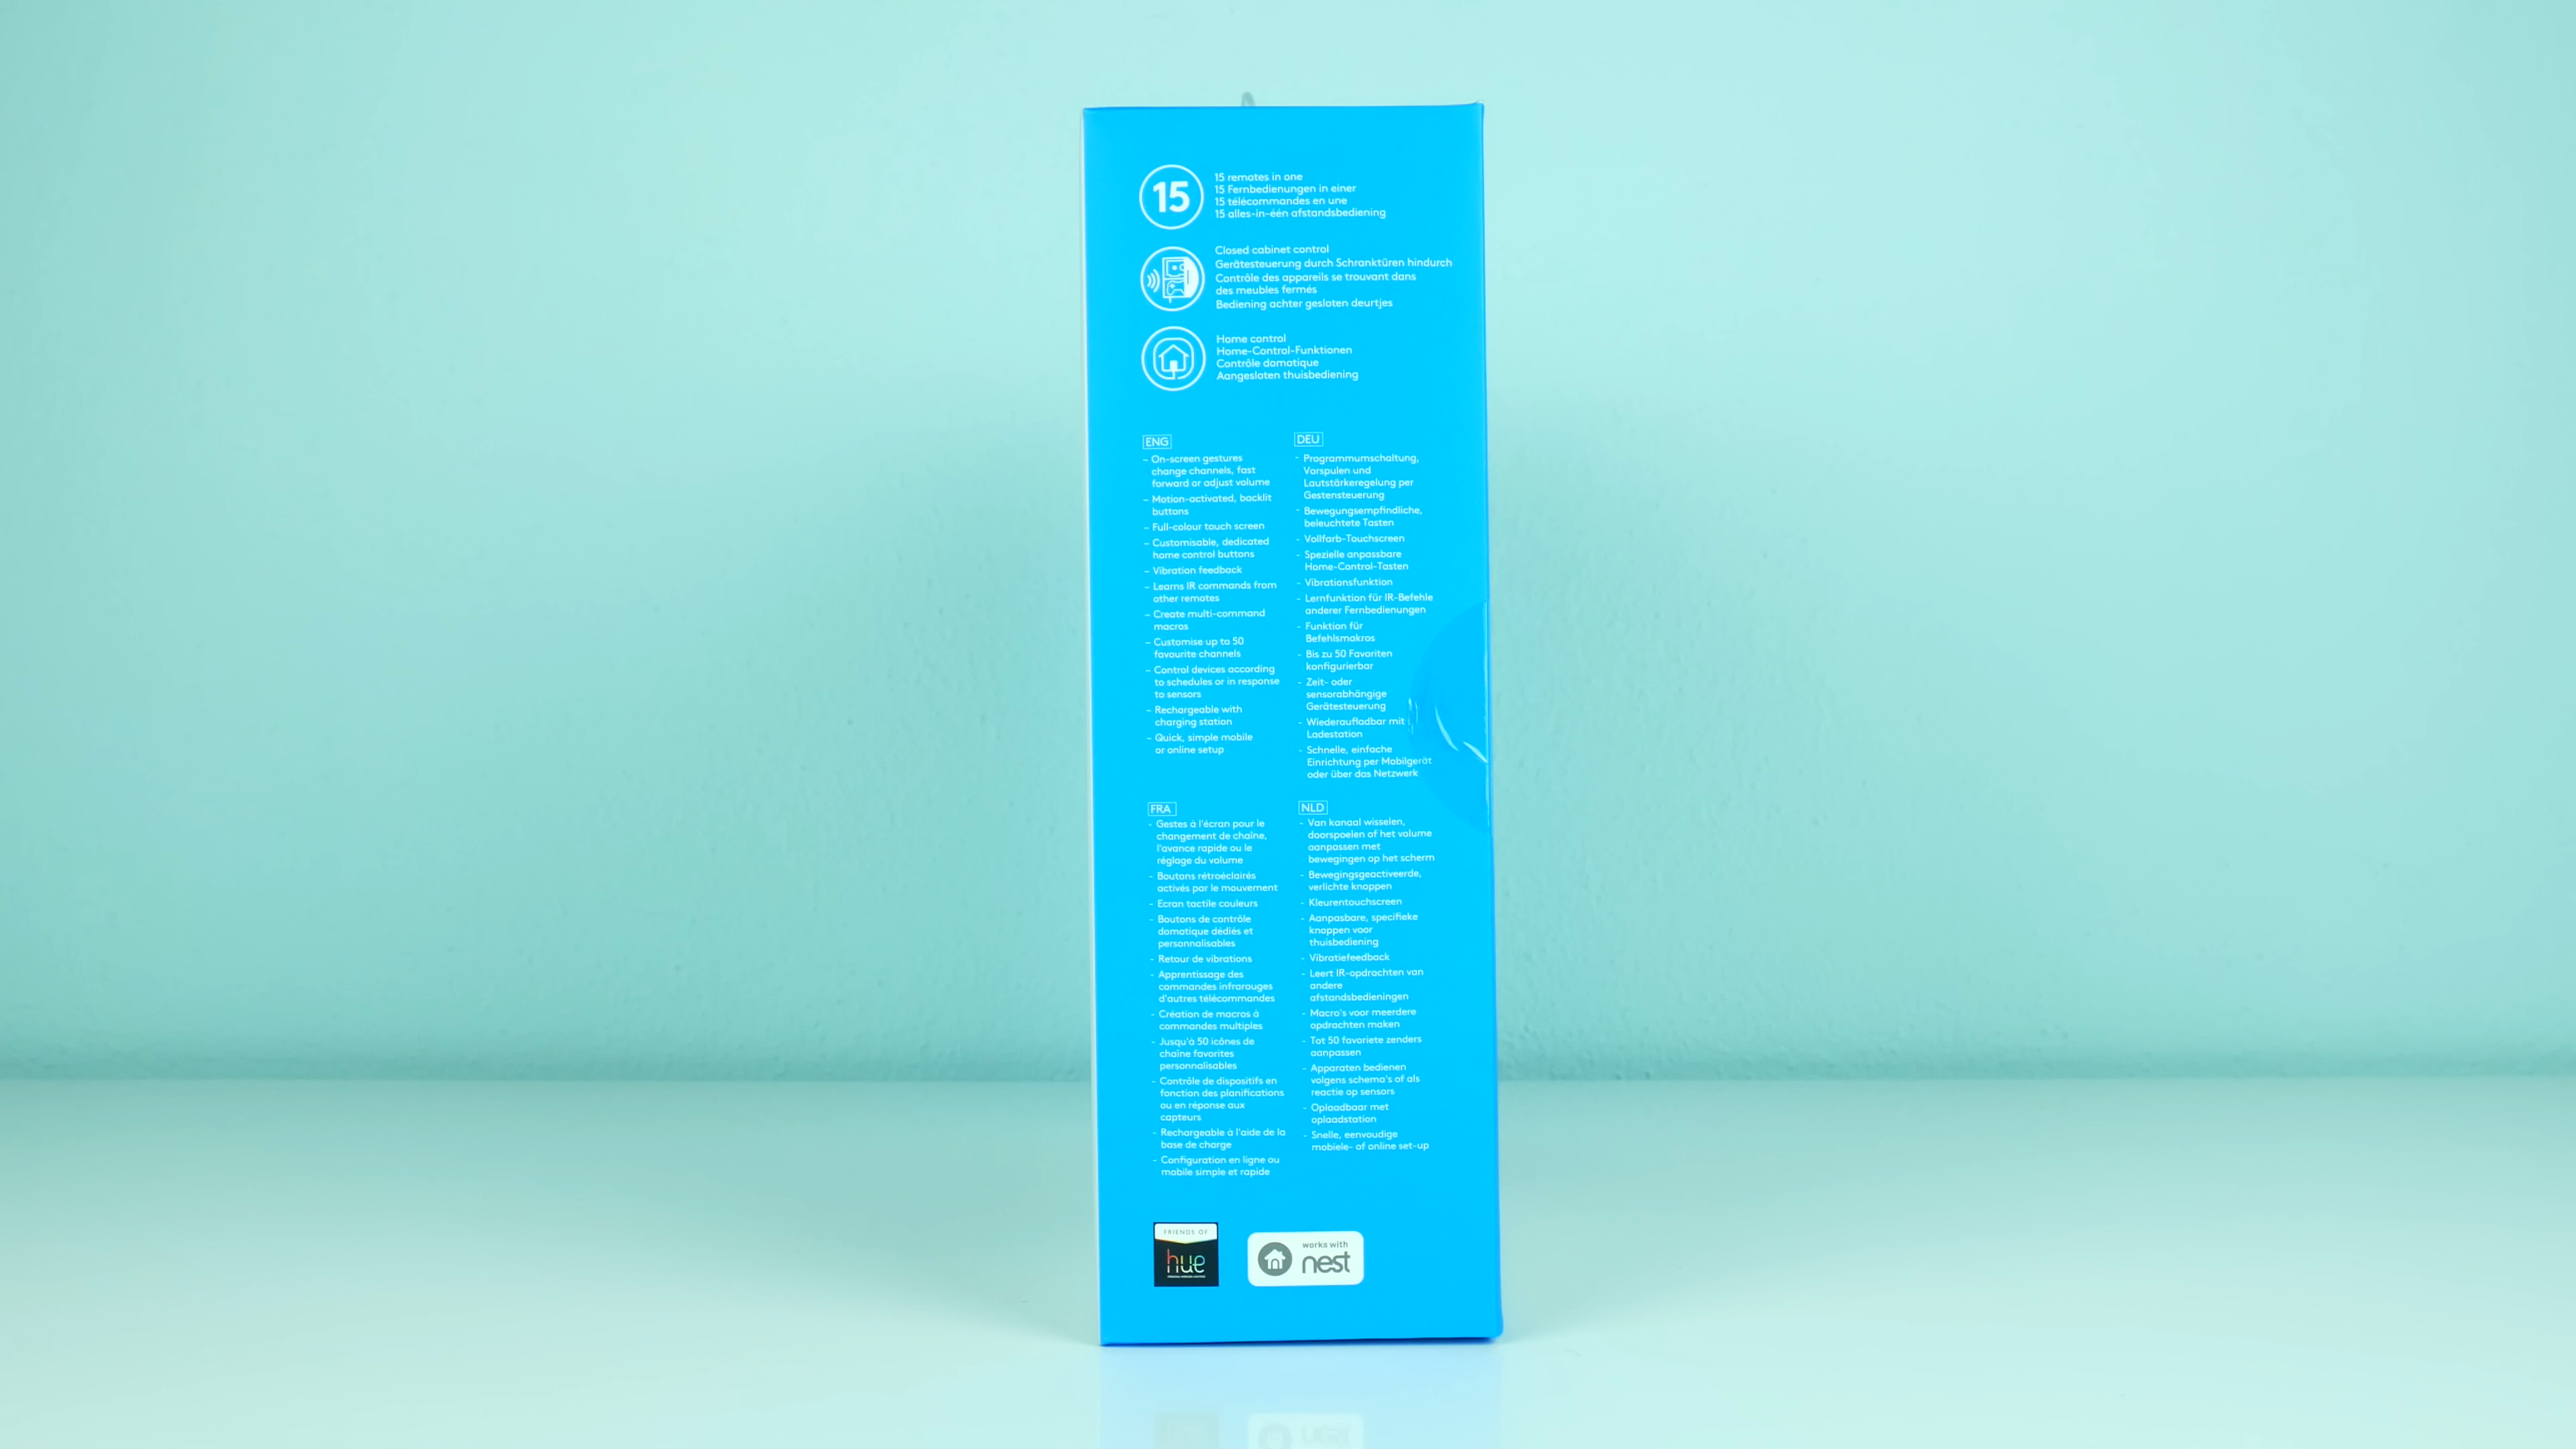 15
15 remotes in one
15 Fernbedienungen in einer
15 télécommandes en une
15 alles-in-één afstandsbediening
Closed cabinet control
Gerätesteuerung durch Schranktüren hindurch
Contrôle des appareils se trouvant dans
des meubles fermés
Bediening achter gesloten deurtjes
Home control
Home-Control-Funktionen
Contrôle domotique
Aangesloten thuisbediening
ENG
– On-screen gestures
change channels, fast
forward or adjust volume
– Motion-activated, backlit
buttons
– Full-colour touch screen
– Customisable, dedicated
home control buttons
– Vibration feedback
– Learns IR commands from
other remotes
– Create multi-command
macros
– Customise up to 50
favourite channels
– Control devices according
to schedules or in response
to sensors
– Rechargeable with
charging station
– Quick, simple mobile
or online setup
DEU
- Programmumschaltung,
Vorspulen und
Lautstärkeregelung per
Gestensteuerung
- Bewegungsempfindliche,
beleuchtete Tasten
- Vollfarb-Touchscreen
- Spezielle anpassbare
Home-Control-Tasten
- Vibrationsfunktion
- Lernfunktion für IR-Befehle
anderer Fernbedienungen
- Funktion für
Befehlsmakros
- Bis zu 50 Favoriten
konfigurierbar
- Zeit- oder
sensorabhängige
Gerätesteuerung
- Wiederaufladbar mit
Ladestation
- Schnelle, einfache
Einrichtung per Mobilgerät
oder über das Netzwerk
FRA
- Gestes à l'écran pour le
changement de chaîne,
l'avance rapide ou le
réglage du volume
- Boutons rétroéclairés
activés par le mouvement
- Ecran tactile couleurs
- Boutons de contrôle
domotique dédiés et
personnalisables
- Retour de vibrations
- Apprentissage des
commandes infrarouges
d'autres télécommandes
- Création de macros à
commandes multiples
- Jusqu'à 50 icônes de
chaîne favorites
personnalisables
- Contrôle de dispositifs en
fonction des planifications
ou en réponse aux
capteurs
- Rechargeable à l'aide de la
base de charge
- Configuration en ligne ou
mobile simple et rapide
NLD
- Van kanaal wisselen,
doorspoelen of het volume
aanpassen met
bewegingen op het scherm
- Bewegingsgeactiveerde,
verlichte knoppen
- Kleurentouchscreen
- Aanpasbare, specifieke
knoppen voor
thuisbediening
- Vibratiefeedback
- Leert IR-opdrachten van
andere
afstandsbedieningen
- Macro's voor meerdere
opdrachten maken
- Tot 50 favoriete zenders
aanpassen
- Apparaten bedienen
volgens schema's of als
reactie op sensors
- Oplaadbaar met
oplaadstation
- Snelle, eenvoudige
mobiele- of online set-up
FRIENDS OF
hue
works with
nest